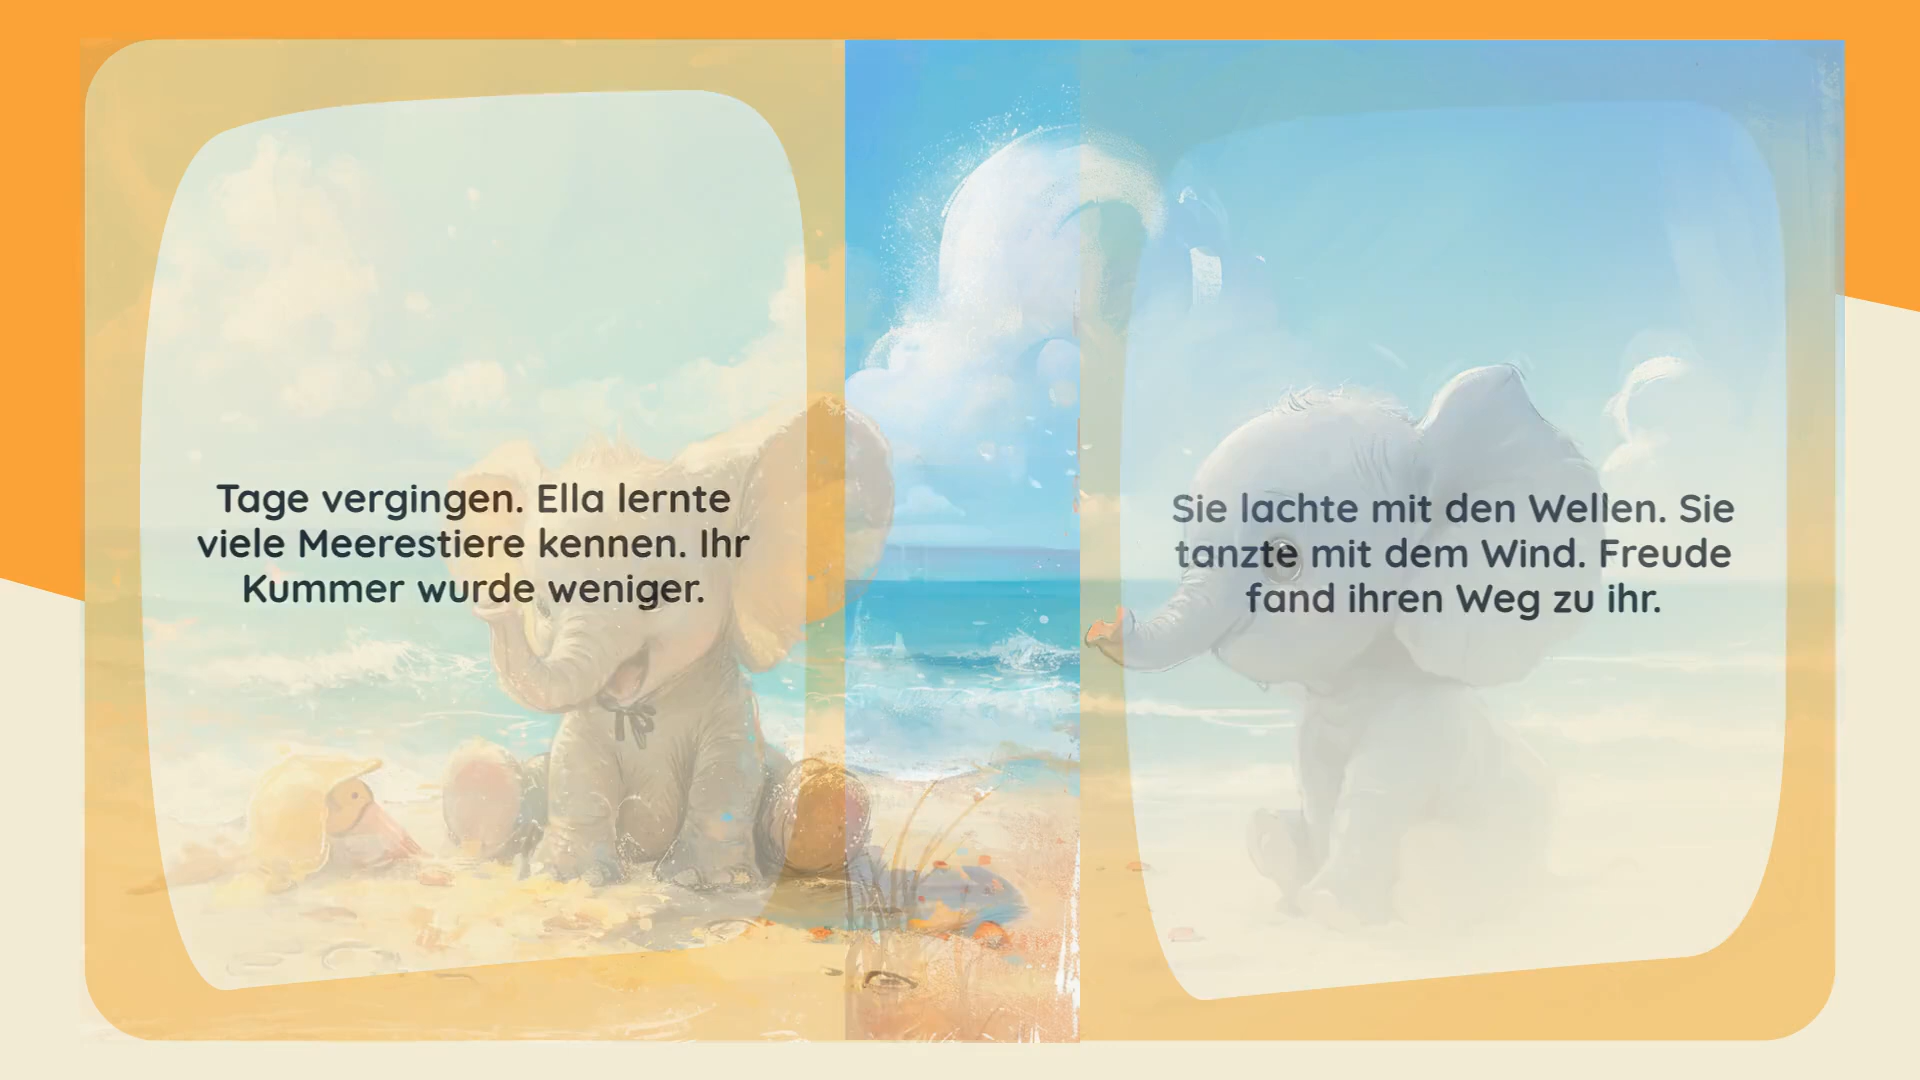 Tage vergingen. Ella lernte
viele Meerestiere kennen. Ihr
Kummer wurde weniger.
Sie lachte mit den Wellen. Sie
tanzte mit dem Wind. Freude
fand ihren Weg zu ihr.